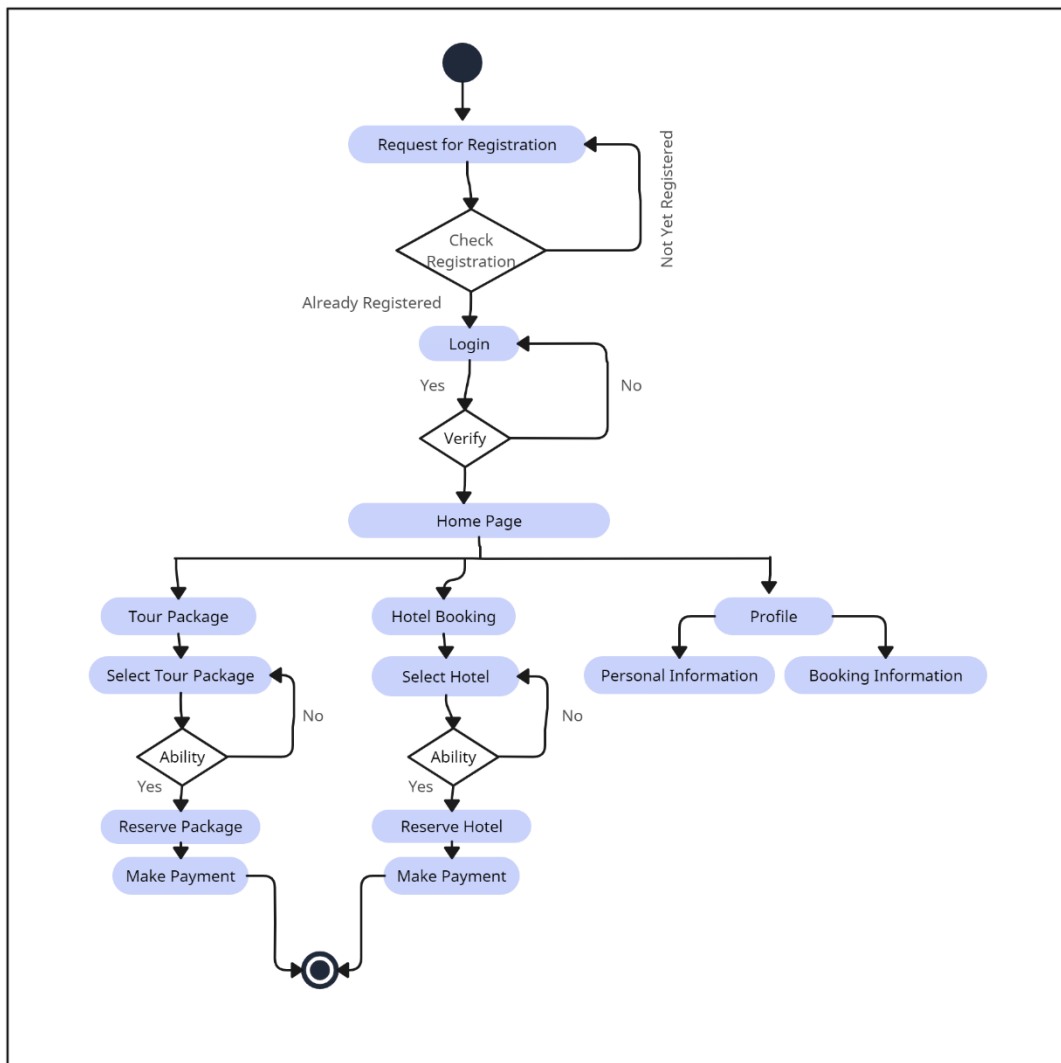 Request for Registration
Not Yet Registered
Check
Registration
Already Registered
Login
Yes
No
Verify
Home Page
Tour Package
Hotel Booking
Profile
Select Tour Package
Select Hotel
Personal Information
Booking Information
No
No
Ability
Ability
Yes
Yes
Reserve Package
Reserve Hotel
Make Payment
Make Payment